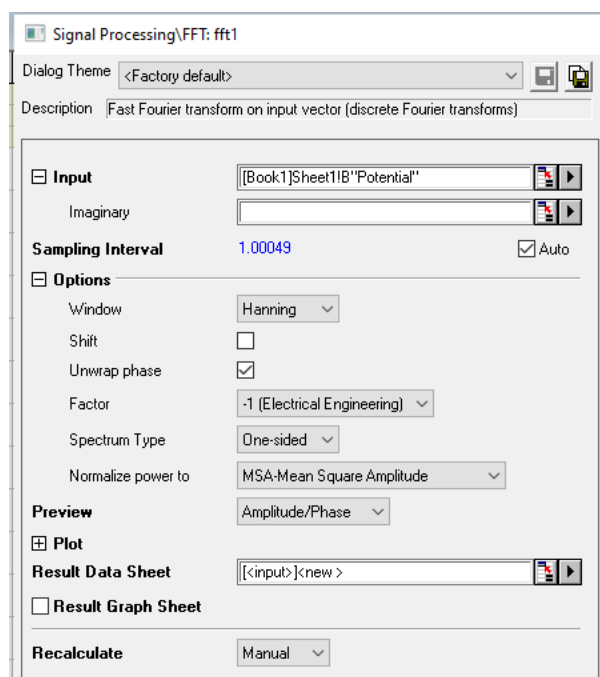 Signal Processing\FFT: fft1
Dialog Theme <Factory default>
Description Fast Fourier transform on input vector (discrete Fourier transforms)
Input [Book1]Sheet1!B"Potential"
Imaginary
Sampling Interval 1.00049 Auto
Options
Window Hanning
Shift
Unwrap phase
Factor -1 (Electrical Engineering)
Spectrum Type One-sided
Normalize power to MSA-Mean Square Amplitude
Preview Amplitude/Phase
Plot
Result Data Sheet [<input>]<new >
Result Graph Sheet
Recalculate Manual